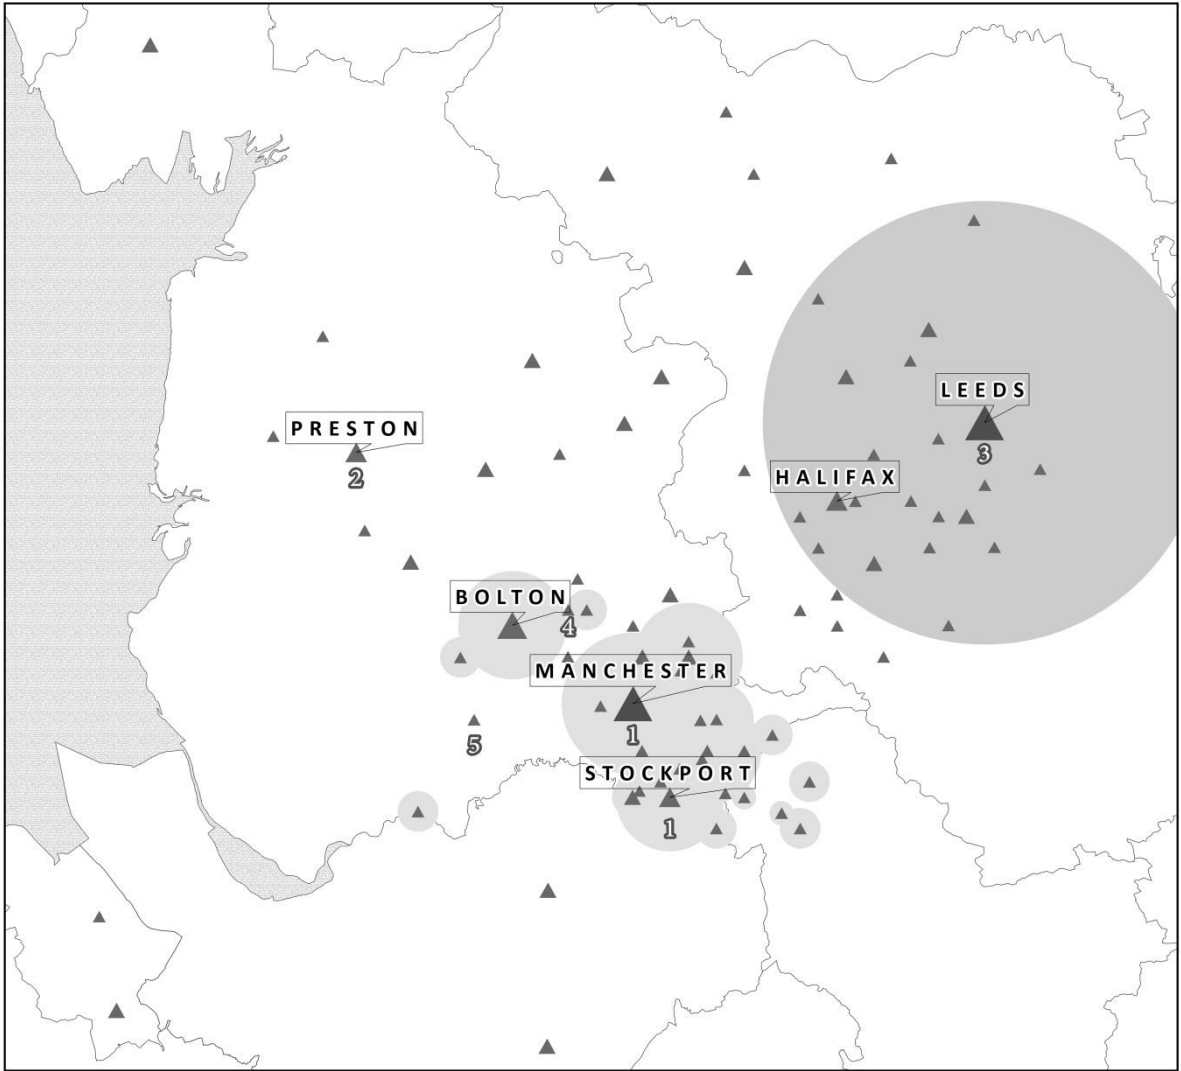 LEEDS
PRESTON
3
2
HALIFAX
BOLTON
4
MANCHESTER
5
1
STOCKPORT
1